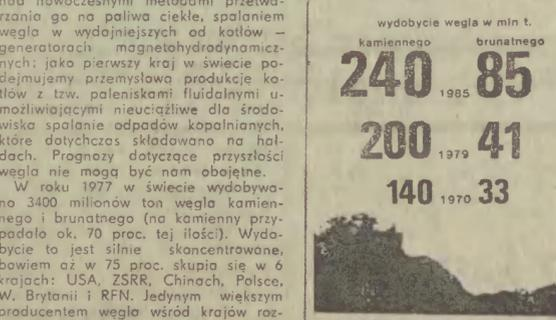 nad nowoczesnymi metodami przetwa-
rzania go na paliwa ciekłe, spalaniem
węgla w wydajniejszych od kotłów —
generatorach magnetohydrodynamicz-
nych; jako pierwszy kraj w świecie po-
dejmujemy przemysłową produkcję ko-
tłów z tzw. paleniskami fluidalnymi u-
możliwiającymi nieuciążliwe dla środo-
wiska spalanie odpadów kopalnianych,
które dotychczas składowano na hał-
dach. Prognozy dotyczące przyszłości
węgla nie mogą być nam obojętne.
W roku 1977 w świecie wydobywa-
no 3400 milionów ton węgla kamien-
nego i brunatnego (na kamienny przy-
padało ok. 70 proc. tej ilości). Wydo-
bycie to jest silnie skoncentrowane,
bowiem aż w 75 proc. skupia się w 6
krajach: USA, ZSRR, Chinach, Polsce,
W. Brytanii i RFN. Jedynym większym
producentem węgla wśród krajów roz-
wydobycie węgla w mln t.
kamiennego brunatnego
240 1985 85
200 1979 41
140 1970 33